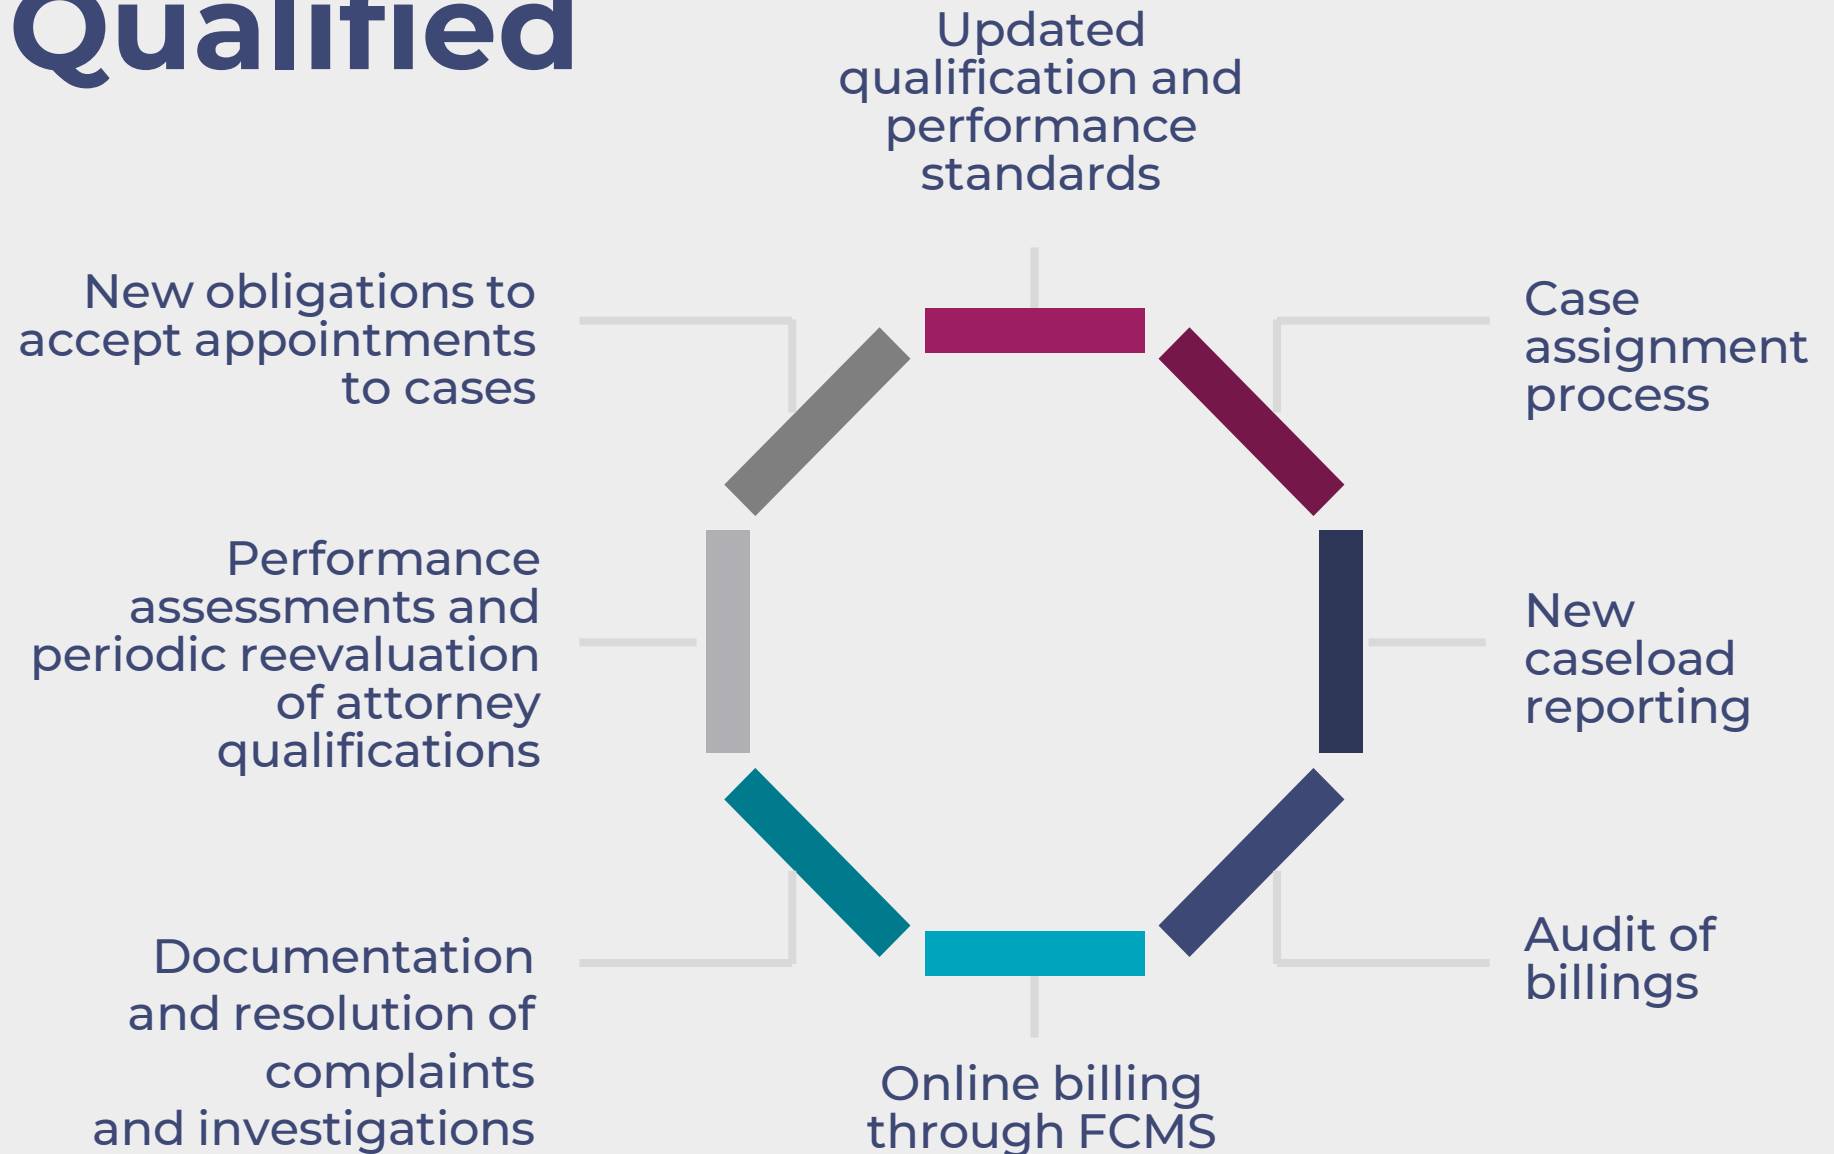 Qualified
Updated
qualification and
performance
standards
New obligations to
accept appointments
to cases
Case
assignment
process
Performance
assessments and
periodic reevaluation
of attorney
qualifications
New
caseload
reporting
Documentation
and resolution of
complaints
and investigations
Audit of
billings
Online billing
through FCMS